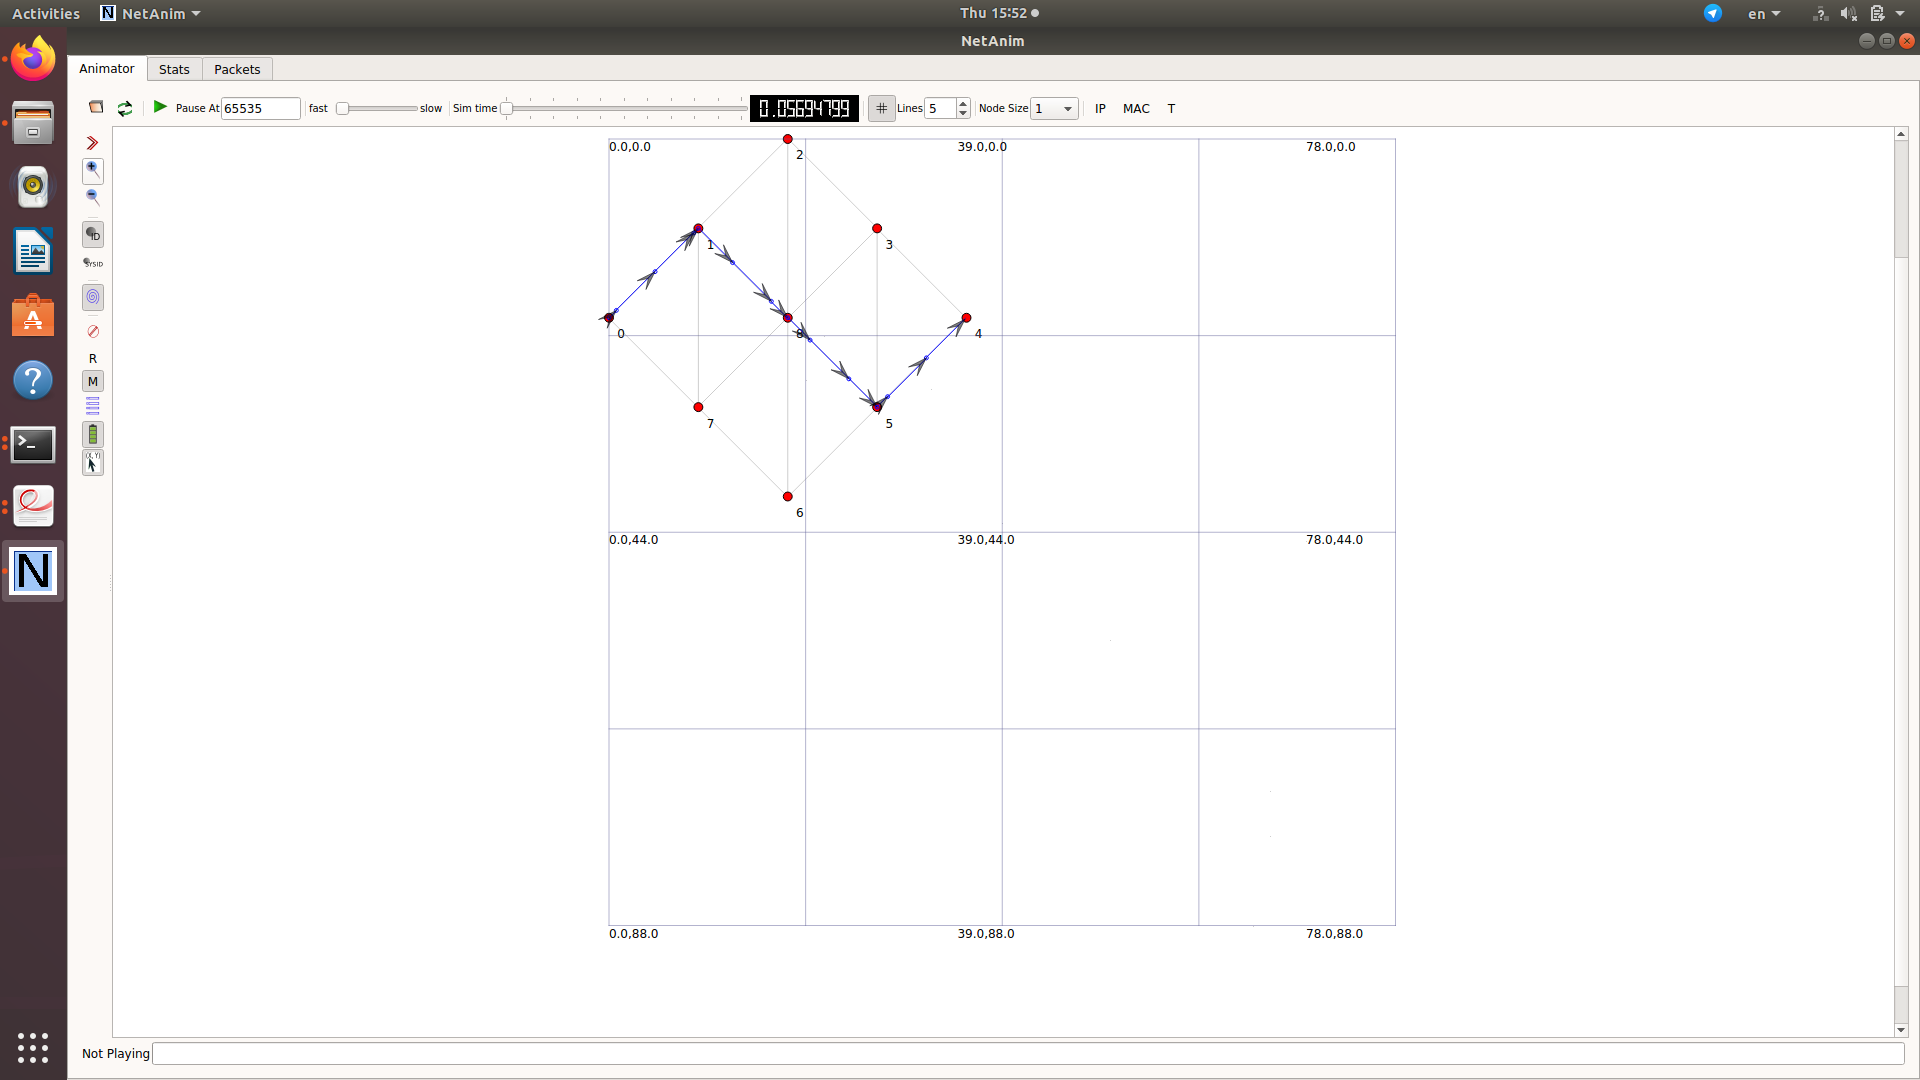 Activities NetAnim Thu 15:52 en
NetAnim
Animator Stats Packets
Pause At 65535 fast slow Sim time 0.05694799 Lines 5 Node Size 1 IP MAC T
0.0,0.0 39.0,0.0 78.0,0.0
2
1 3
0 8 4
7 5
6
0.0,44.0 39.0,44.0 78.0,44.0
0.0,88.0 39.0,88.0 78.0,88.0
ID
SYSID
R
M
(X, Y)
N
Not Playing